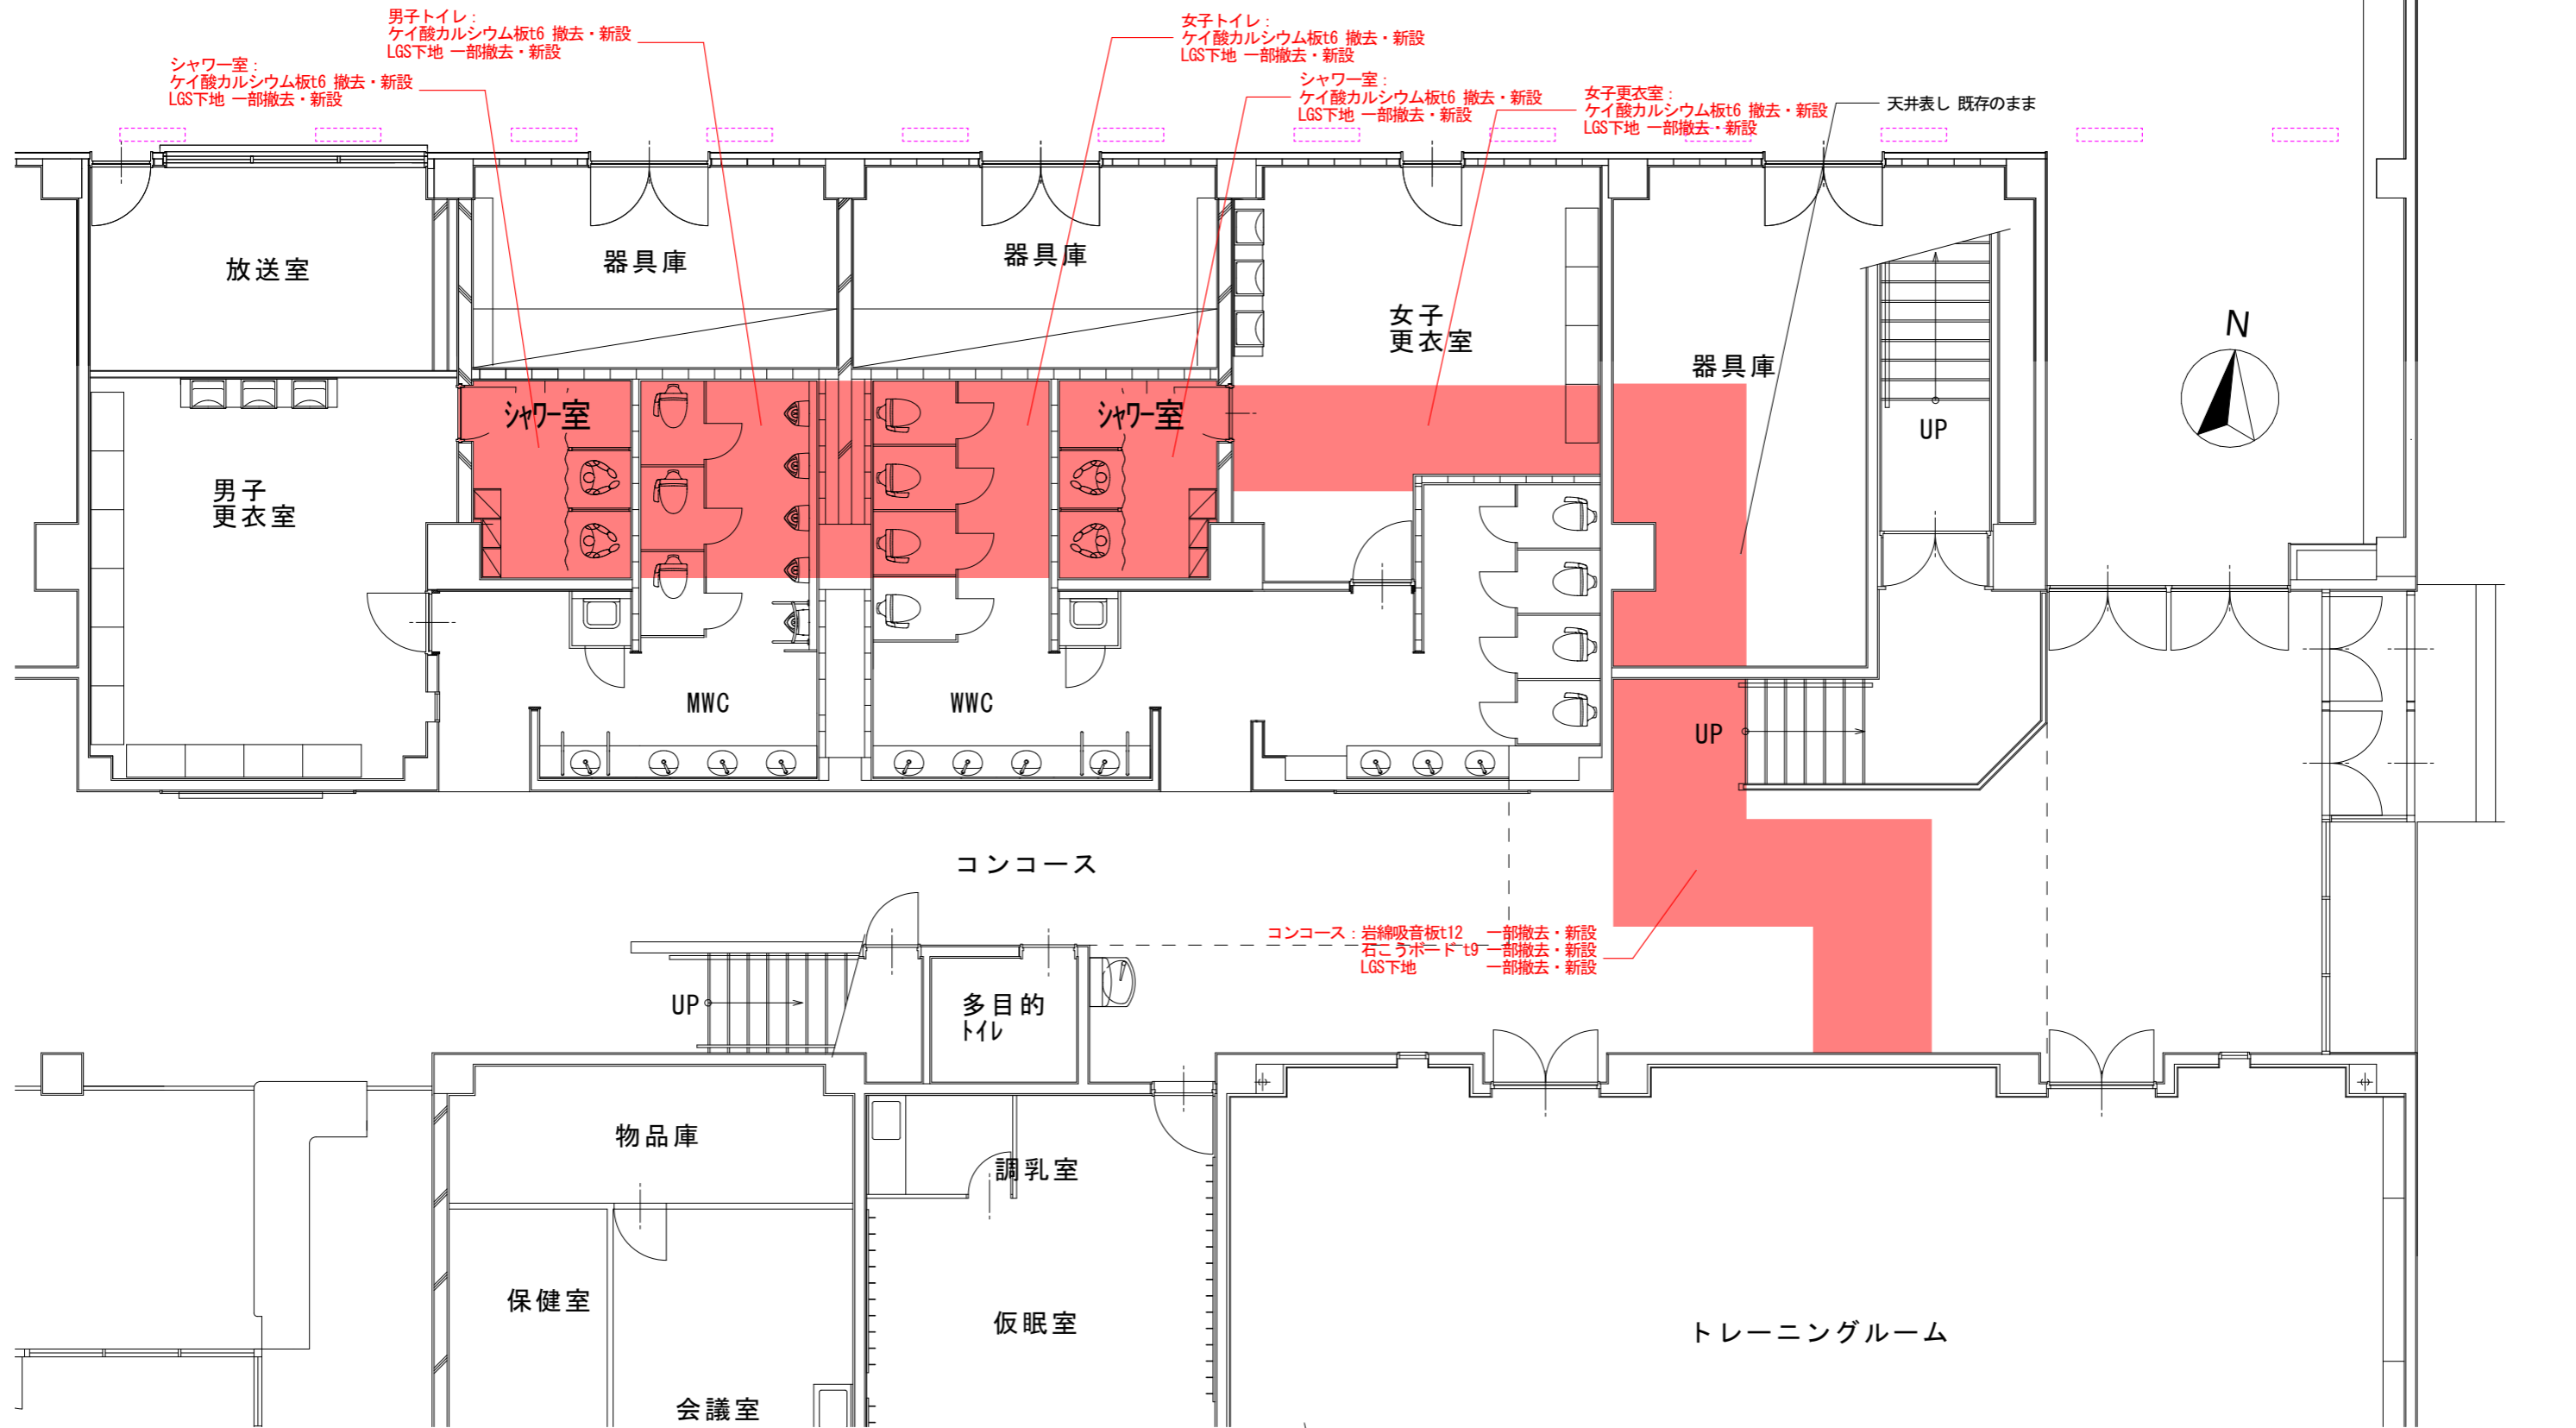 男子トイレ：
ケイ酸カルシウム板t6 撤去・新設
LGS下地 一部撤去・新設
女子トイレ：
ケイ酸カルシウム板t6 撤去・新設
LGS下地 一部撤去・新設
シャワー室：
ケイ酸カルシウム板t6 撤去・新設
LGS下地 一部撤去・新設
シャワー室：
ケイ酸カルシウム板t6 撤去・新設
LGS下地 一部撤去・新設
女子更衣室：
ケイ酸カルシウム板t6 撤去・新設
LGS下地 一部撤去・新設
天井表し 既存のまま
放送室
器具庫
器具庫
女子
更衣室
器具庫
N
シャワー室
シャワー室
UP
男子
更衣室
MWC
WWC
UP
コンコース
コンコース：岩綿吸音板t12 一部撤去・新設
石こうボード t9 一部撤去・新設
LGS下地 一部撤去・新設
UP
多目的
トイレ
物品庫
調乳室
保健室
仮眠室
トレーニングルーム
会議室